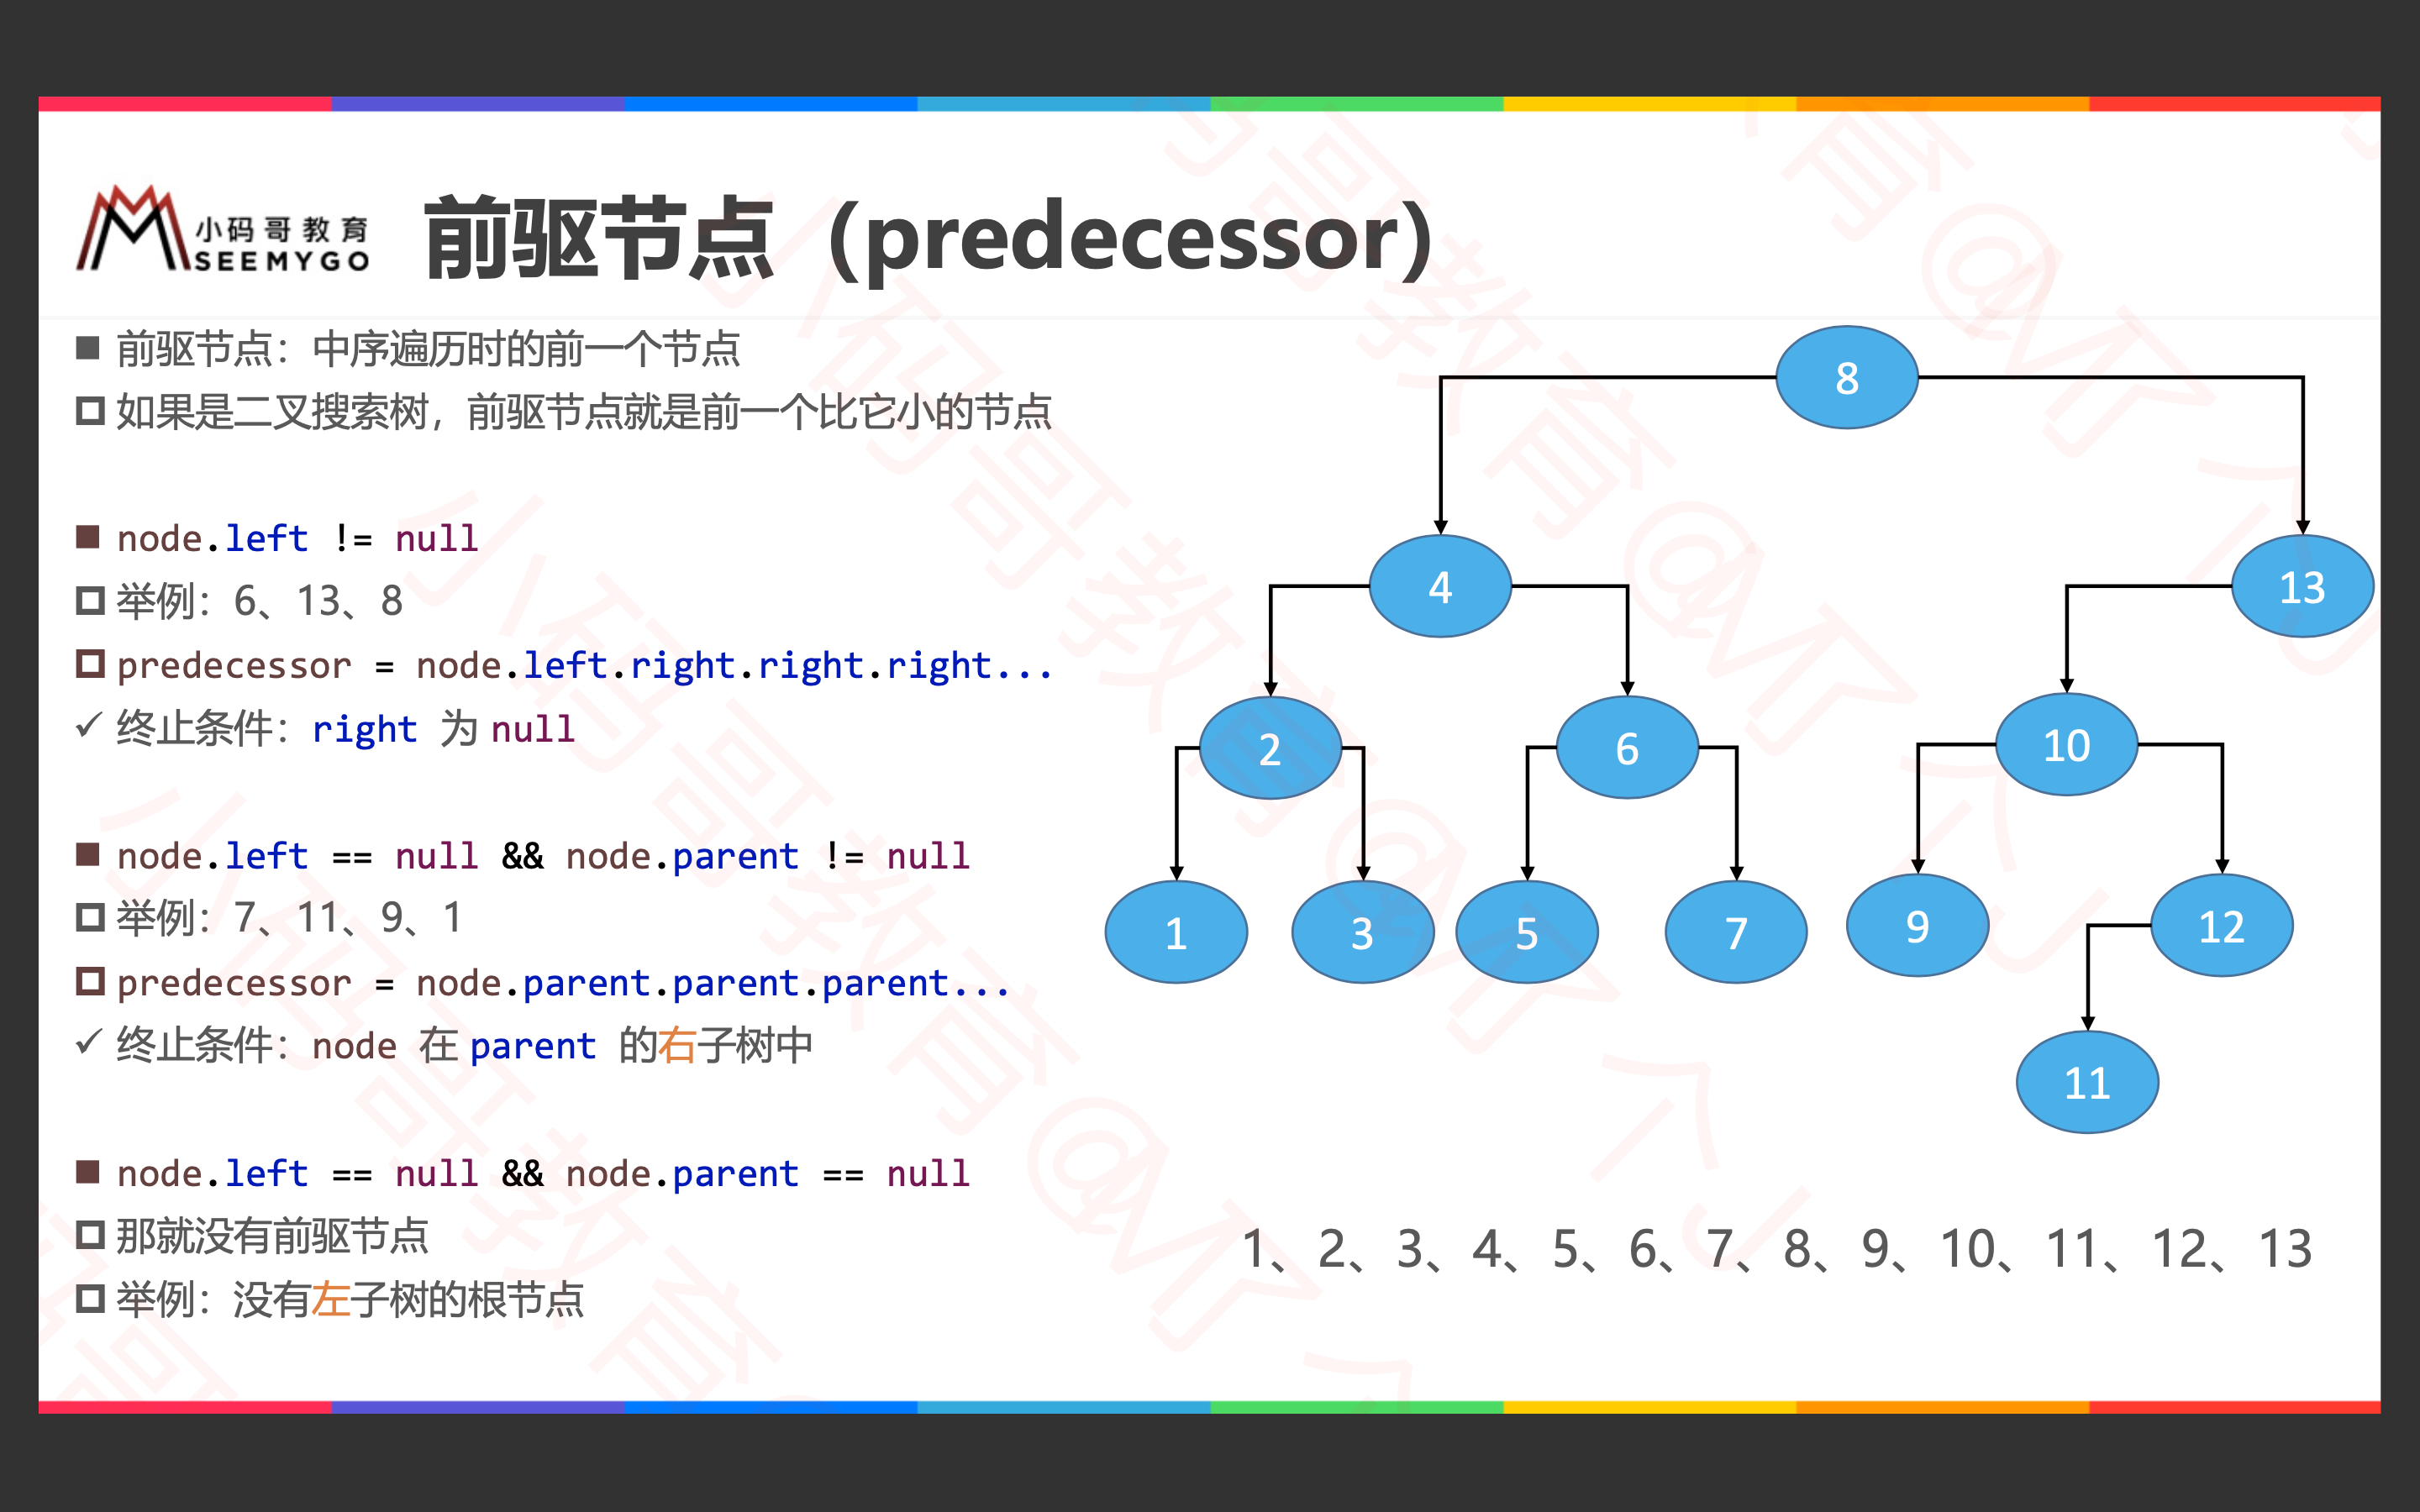 小码哥教育
SEEMYGO
前驱节点（predecessor）
前驱节点：中序遍历时的前一个节点
如果是二叉搜索树，前驱节点就是前一个比它小的节点
node.left != null
举例：6、13、8
predecessor = node.left.right.right.right...
终止条件：right 为 null
node.left == null && node.parent != null
举例：7、11、9、1
predecessor = node.parent.parent.parent...
终止条件：node 在 parent 的右子树中
node.left == null && node.parent == null
那就没有前驱节点
举例：没有左子树的根节点
8
4
13
2
6
10
1
3
5
7
9
12
11
1、2、3、4、5、6、7、8、9、10、11、12、13